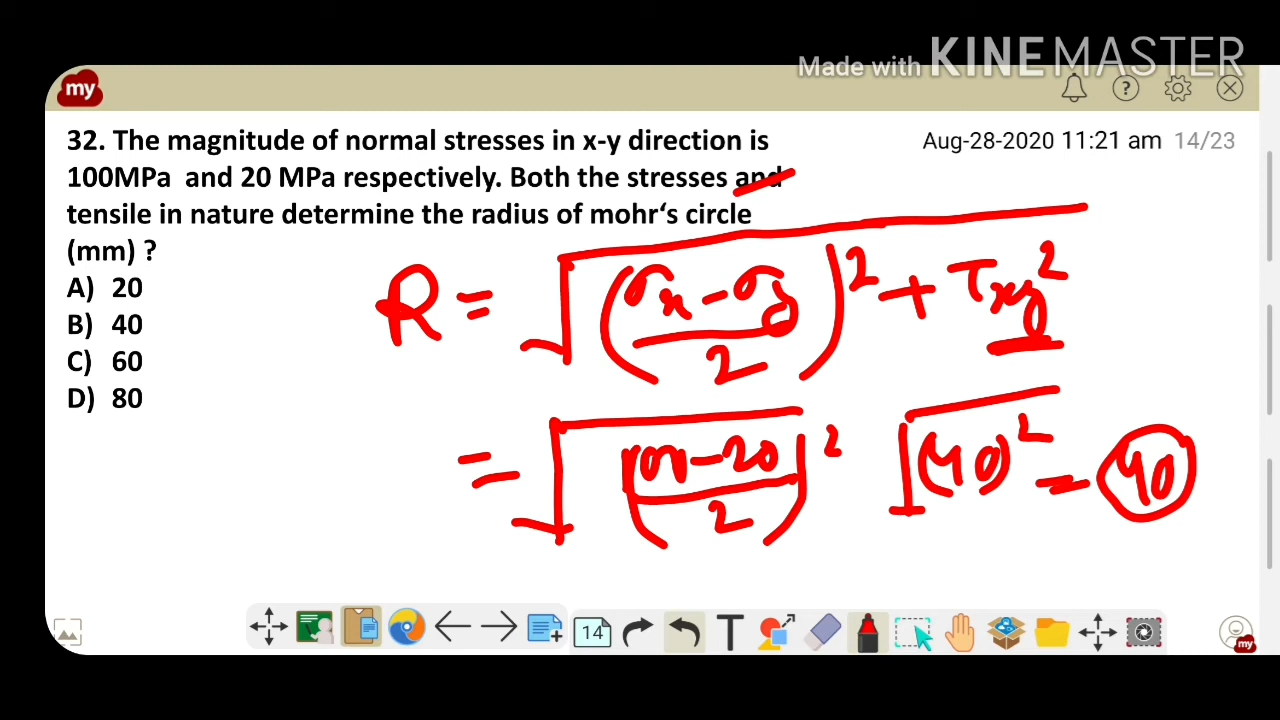 Made with KINEMASTER
my
32. The magnitude of normal stresses in x-y direction is
Aug-28-2020 11:21 am 14/23
100MPa and 20 MPa respectively. Both the stresses and
tensile in nature determine the radius of mohr‘s circle
(mm) ?
A) 20
B) 40
C) 60
D) 80
R = √((σx - σy)/2)² + τxy²
= √((100-20)/2)² √(40)² = 40
14 T
my